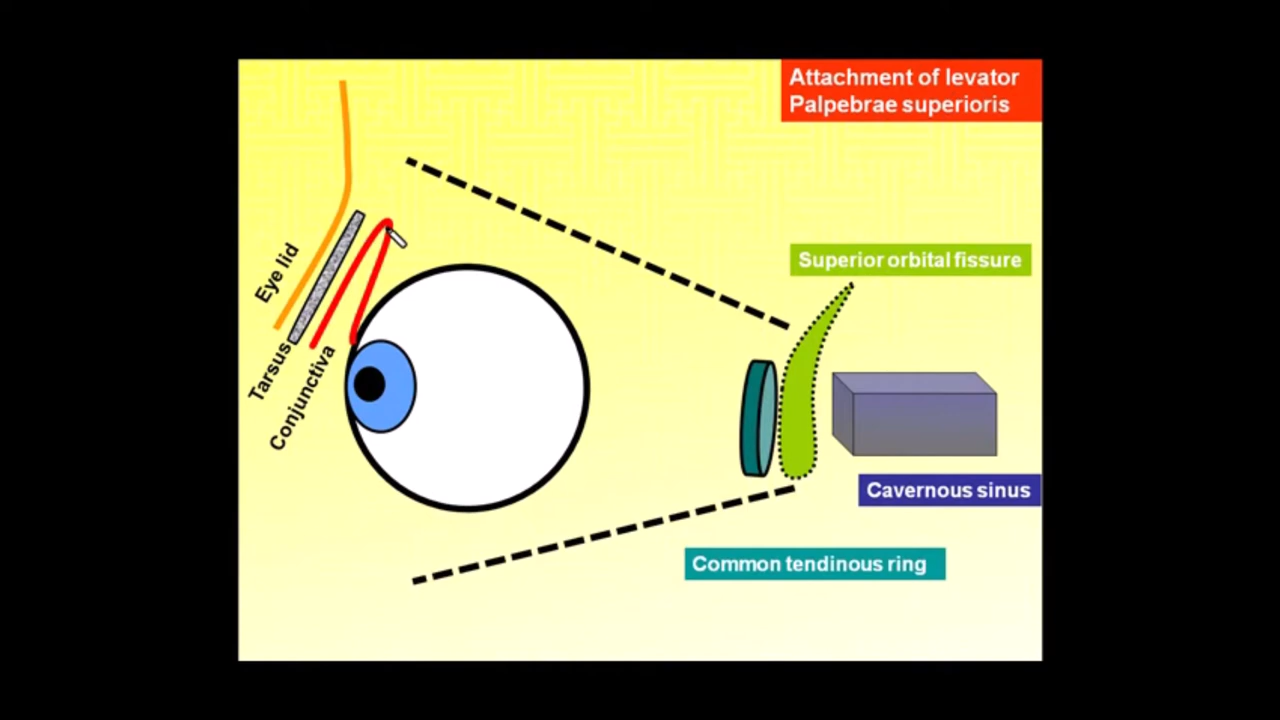 Attachment of levator
Palpebrae superioris
Eye lid
Superior orbital fissure
Tarsus
Conjunctiva
Cavernous sinus
Common tendinous ring